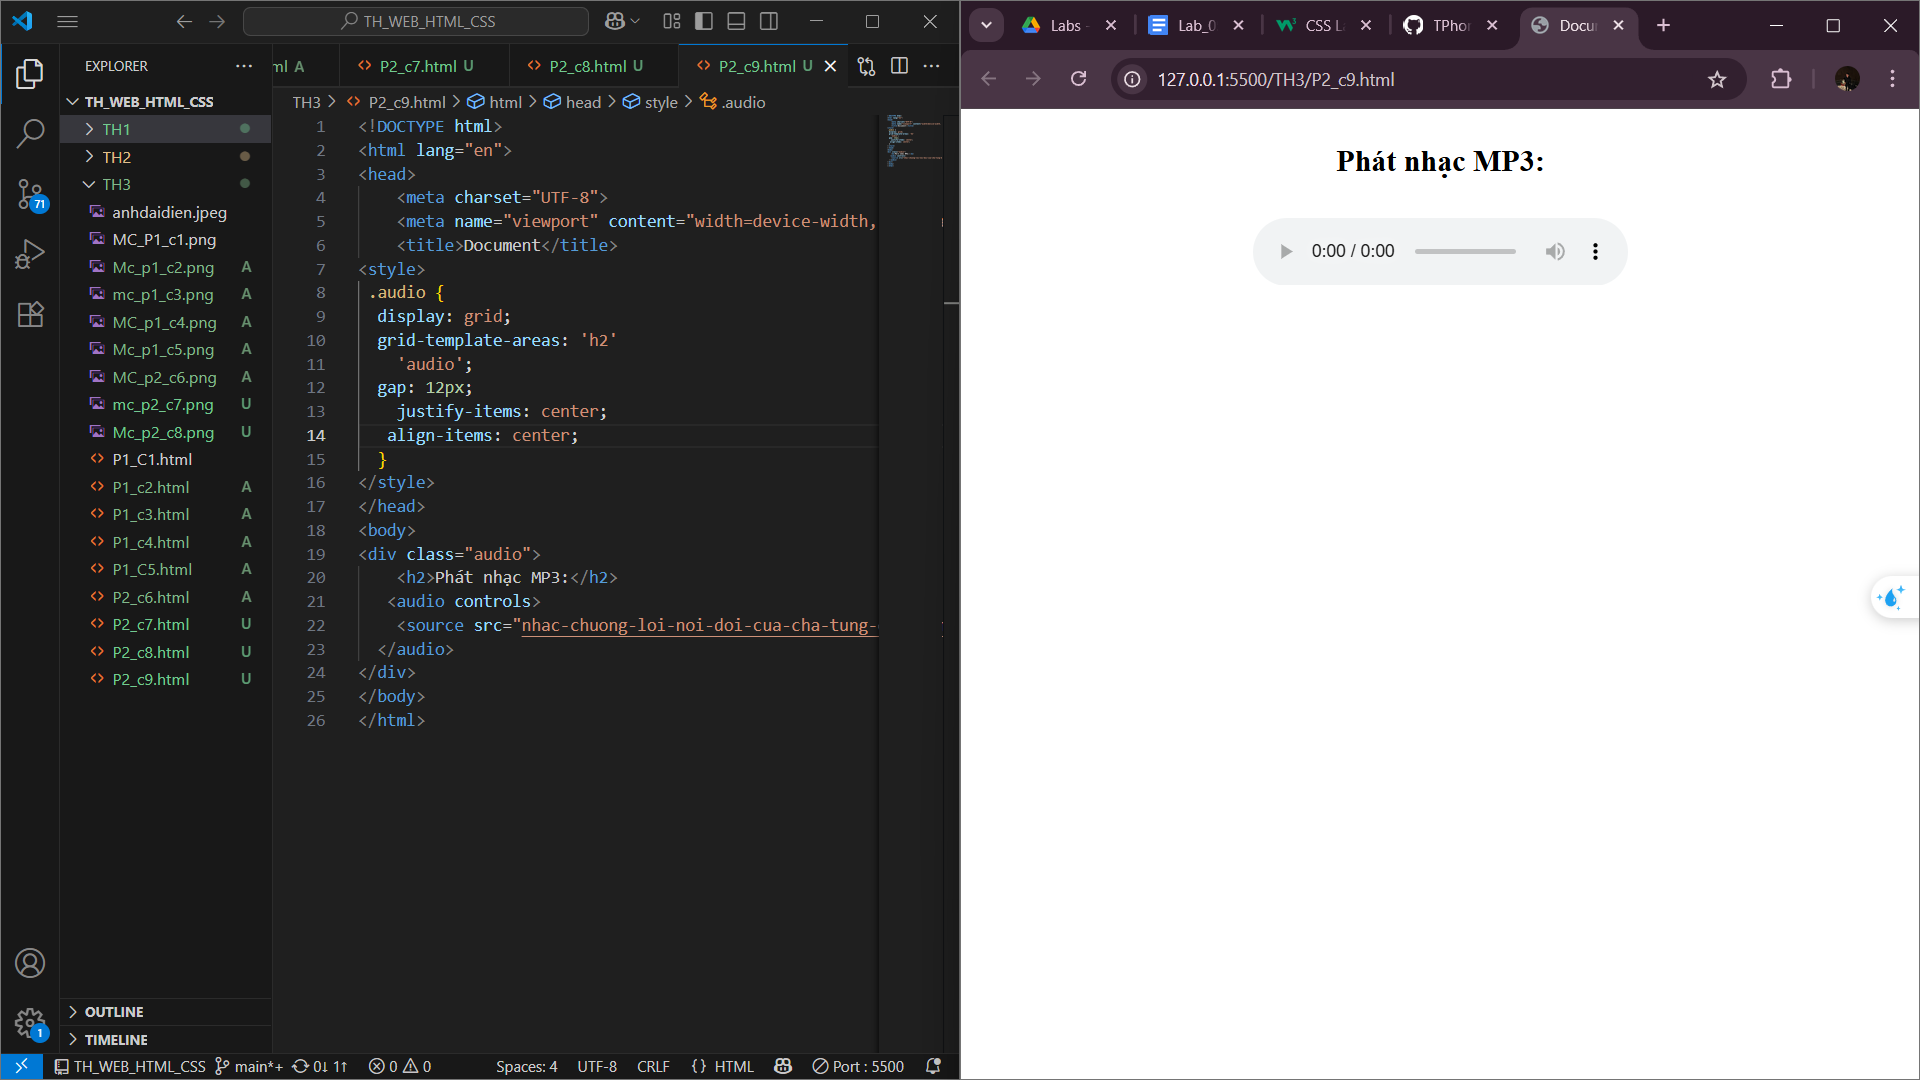 TH_WEB_HTML_CSS
EXPLORER
TH_WEB_HTML_CSS
TH1
TH2
TH3
anhdaidien.jpeg
MC_P1_c1.png
Mc_p1_c2.png A
mc_p1_c3.png A
MC_p1_c4.png A
Mc_p1_c5.png A
MC_p2_c6.png A
mc_p2_c7.png U
Mc_p2_c8.png U
P1_C1.html
P1_c2.html A
P1_c3.html A
P1_c4.html A
P1_C5.html A
P2_c6.html A
P2_c7.html U
P2_c8.html U
P2_c9.html U
OUTLINE
TIMELINE
71
1
ml A P2_c7.html U P2_c8.html U P2_c9.html U
TH3 > P2_c9.html > html > head > style > .audio
1 <!DOCTYPE html>
2 <html lang="en">
3 <head>
4 <meta charset="UTF-8">
5 <meta name="viewport" content="width=device-width,
6 <title>Document</title>
7 <style>
8 .audio {
9 display: grid;
10 grid-template-areas: 'h2'
11 'audio';
12 gap: 12px;
13 justify-items: center;
14 align-items: center;
15 }
16 </style>
17 </head>
18 <body>
19 <div class="audio">
20 <h2>Phát nhạc MP3:</h2>
21 <audio controls>
22 <source src="nhac-chuong-loi-noi-doi-cua-cha-tung-
23 </audio>
24 </div>
25 </body>
26 </html>
TH_WEB_HTML_CSS main*+ 0↓ 1↑ 0 0 Spaces: 4 UTF-8 CRLF {} HTML Port : 5500
Labs Lab_0 CSS La TPhor Docu
127.0.0.1:5500/TH3/P2_c9.html
Phát nhạc MP3:
0:00 / 0:00